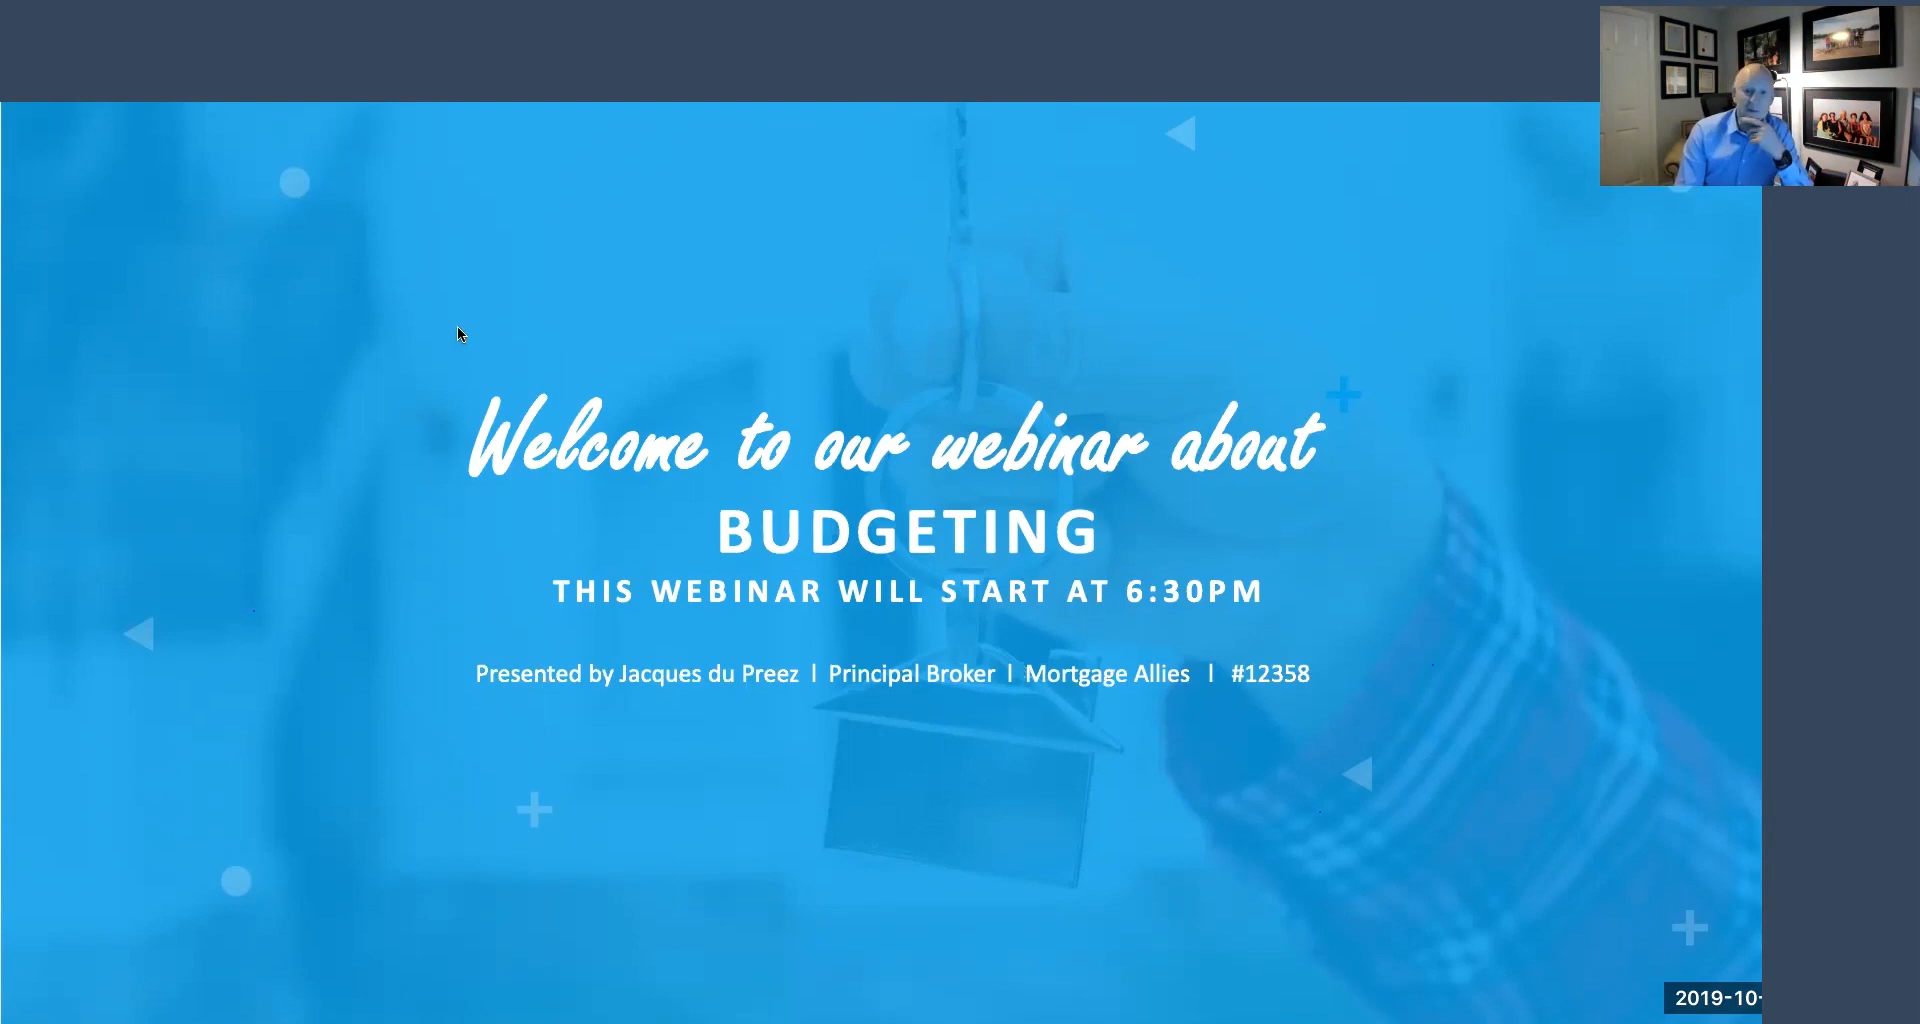 Welcome to our webinar about
BUDGETING
THIS WEBINAR WILL START AT 6:30PM
Presented by Jacques du Preez | Principal Broker | Mortgage Allies | #12358
2019-10-